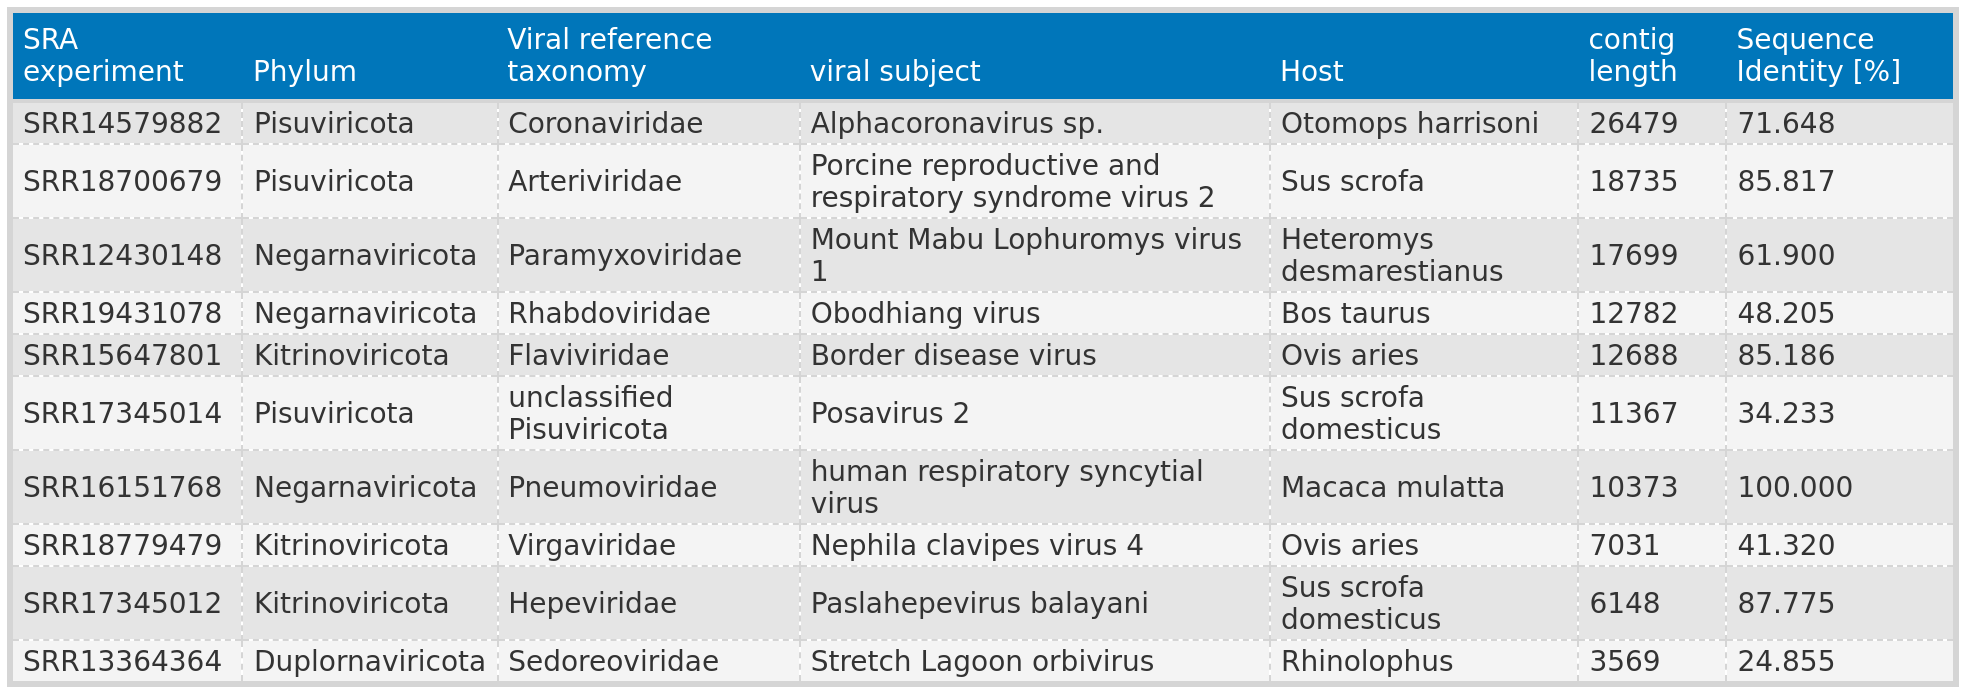 SRA experiment Phylum Viral reference taxonomy viral subject Host contig length Sequence Identity [%]
SRR14579882 Pisuviricota Coronaviridae Alphacoronavirus sp. Otomops harrisoni 26479 71.648
SRR18700679 Pisuviricota Arteriviridae Porcine reproductive and respiratory syndrome virus 2 Sus scrofa 18735 85.817
SRR12430148 Negarnaviricota Paramyxoviridae Mount Mabu Lophuromys virus 1 Heteromys desmarestianus 17699 61.900
SRR19431078 Negarnaviricota Rhabdoviridae Obodhiang virus Bos taurus 12782 48.205
SRR15647801 Kitrinoviricota Flaviviridae Border disease virus Ovis aries 12688 85.186
SRR17345014 Pisuviricota unclassified Pisuviricota Posavirus 2 Sus scrofa domesticus 11367 34.233
SRR16151768 Negarnaviricota Pneumoviridae human respiratory syncytial virus Macaca mulatta 10373 100.000
SRR18779479 Kitrinoviricota Virgaviridae Nephila clavipes virus 4 Ovis aries 7031 41.320
SRR17345012 Kitrinoviricota Hepeviridae Paslahepevirus balayani Sus scrofa domesticus 6148 87.775
SRR13364364 Duplornaviricota Sedoreoviridae Stretch Lagoon orbivirus Rhinolophus 3569 24.855